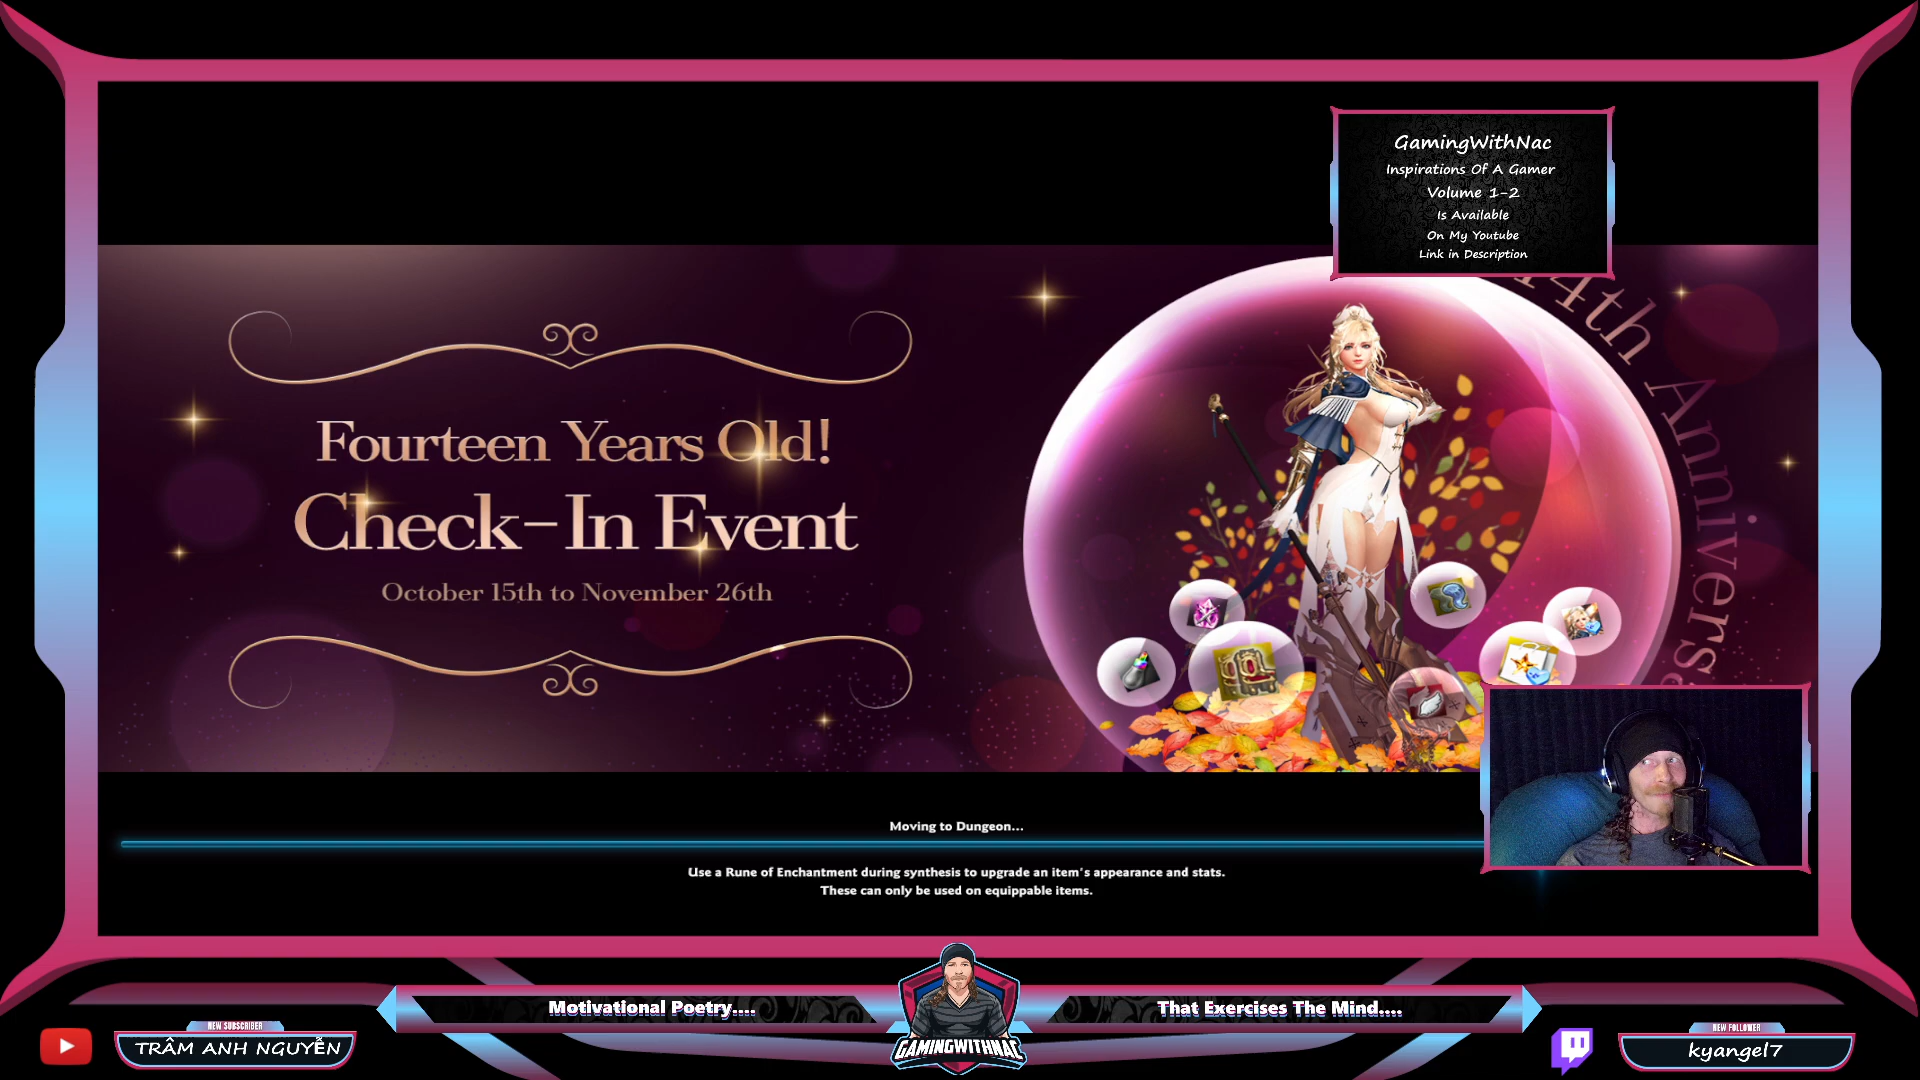 GamingWithNac
Inspirations Of A Gamer
Volume 1-2
Is Available
On My Youtube
Link in Description
14th Annivers
Fourteen Years Old!
Check-In Event
October 15th to November 26th
Moving to Dungeon...
Use a Rune of Enchantment during synthesis to upgrade an item's appearance and stats.
These can only be used on equippable items.
Motivational Poetry....
That Exercises The Mind....
GAMINGWITHNAC
NEW SUBSCRIBER
TRÂM ANH NGUYỄN
NEW FOLLOWER
kyangel7